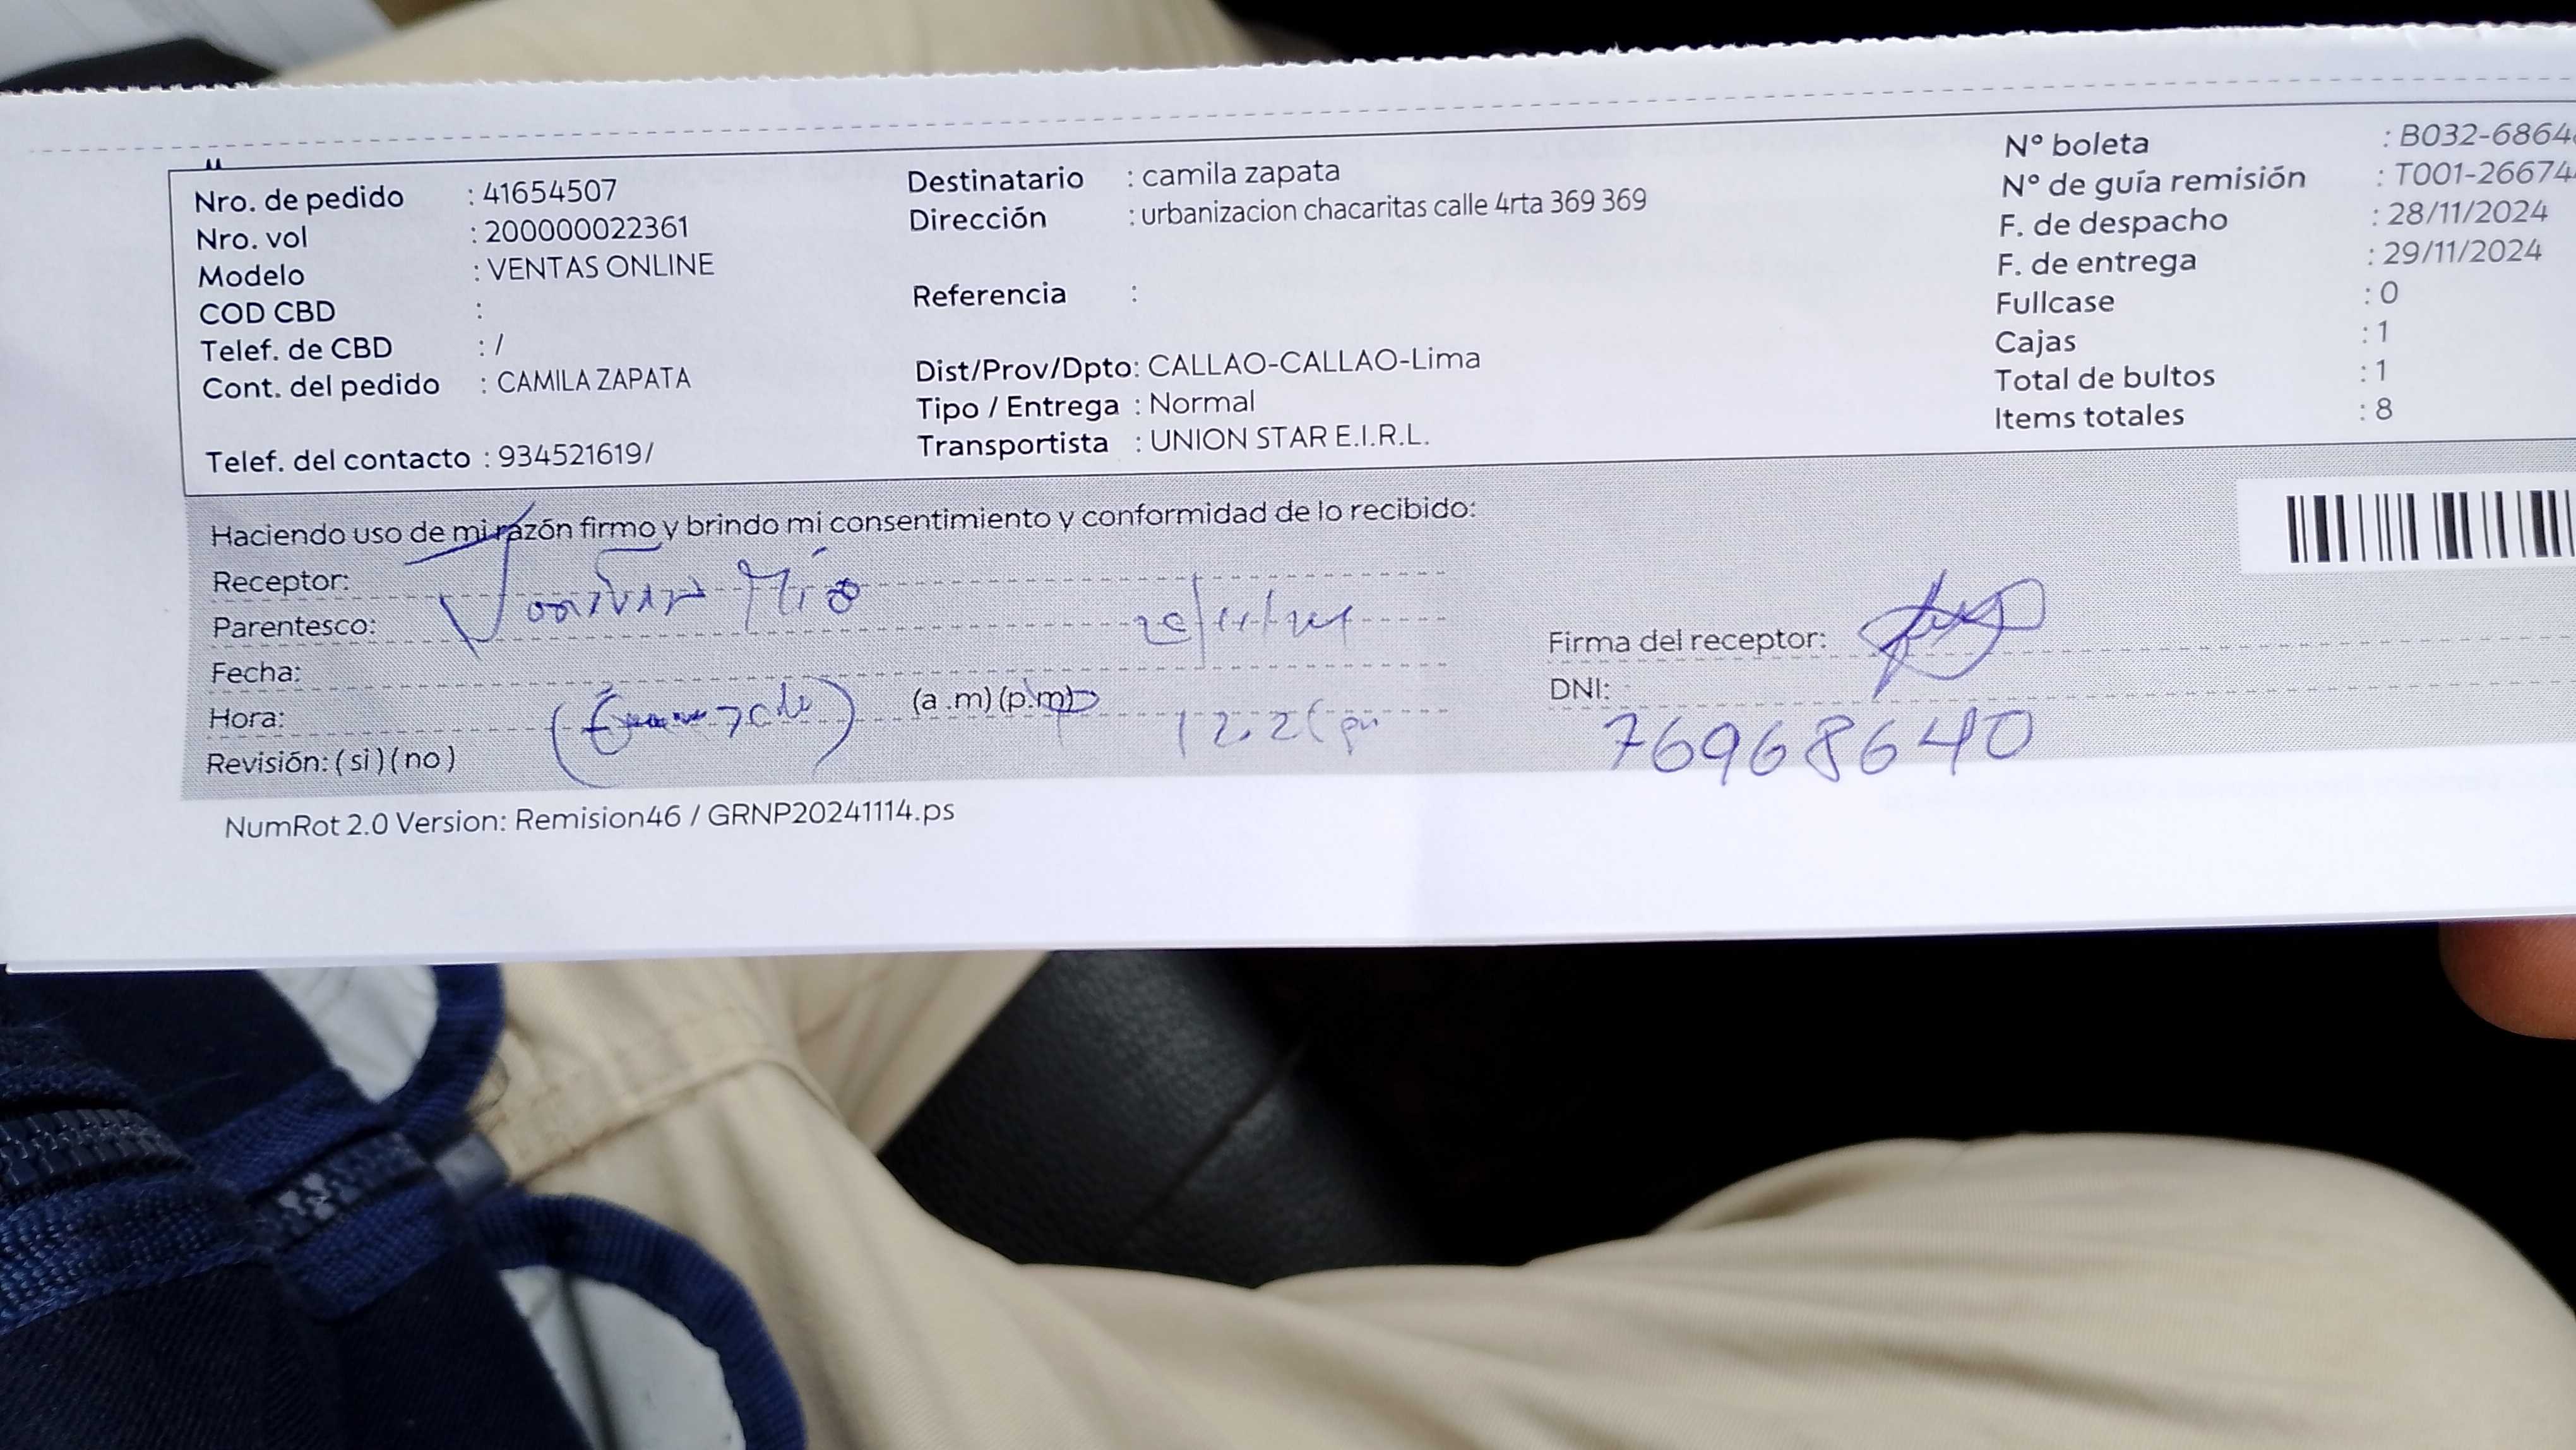 Nro. de pedido : 41654507
Nro. vol : 200000022361
Modelo : VENTAS ONLINE
COD CBD :
Telef. de CBD : /
Cont. del pedido : CAMILA ZAPATA
Telef. del contacto : 934521619/
Destinatario : camila zapata
Dirección : urbanizacion chacaritas calle 4rta 369 369
Referencia :
Dist/Prov/Dpto: CALLAO-CALLAO-Lima
Tipo / Entrega : Normal
Transportista : UNION STAR E.I.R.L.
N° boleta : B032-6864
N° de guía remisión : T001-26674
F. de despacho : 28/11/2024
F. de entrega : 29/11/2024
Fullcase : 0
Cajas : 1
Total de bultos : 1
Items totales : 8
Haciendo uso de mi razón firmo y brindo mi consentimiento y conformidad de lo recibido:
Receptor:
Parentesco:
Fecha:
Hora: (a .m) (p.m)
Revisión: ( si ) ( no )
Firma del receptor:
DNI:
76968640
NumRot 2.0 Version: Remision46 / GRNP20241114.ps